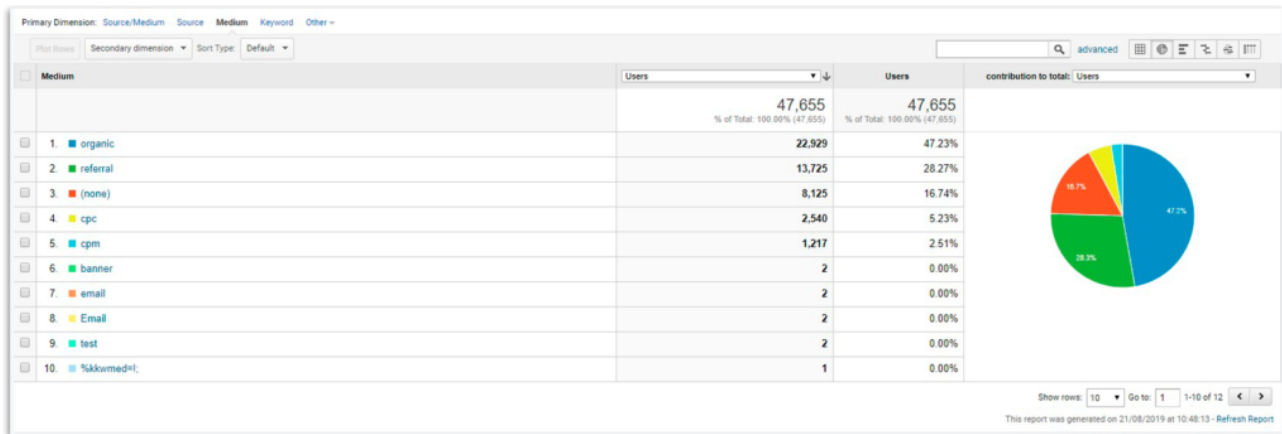 Primary Dimension: Source/Medium Source Medium Keyword Other
Plot Rows Secondary dimension Sort Type: Default advanced
Medium Users Users contribution to total: Users
47,655 47,655
% of Total: 100.00% (47,655) % of Total: 100.00% (47,655)
1. organic 22,929 47.23%
2. referral 13,725 28.27%
3. (none) 8,125 16.74%
4. cpc 2,540 5.23%
5. cpm 1,217 2.51%
6. banner 2 0.00%
7. email 2 0.00%
8. Email 2 0.00%
9. test 2 0.00%
10. %kkwmed=!; 1 0.00%
16.7%
47.2%
28.3%
Show rows: 10 Go to: 1 1-10 of 12
This report was generated on 21/08/2019 at 10:48:13 - Refresh Report